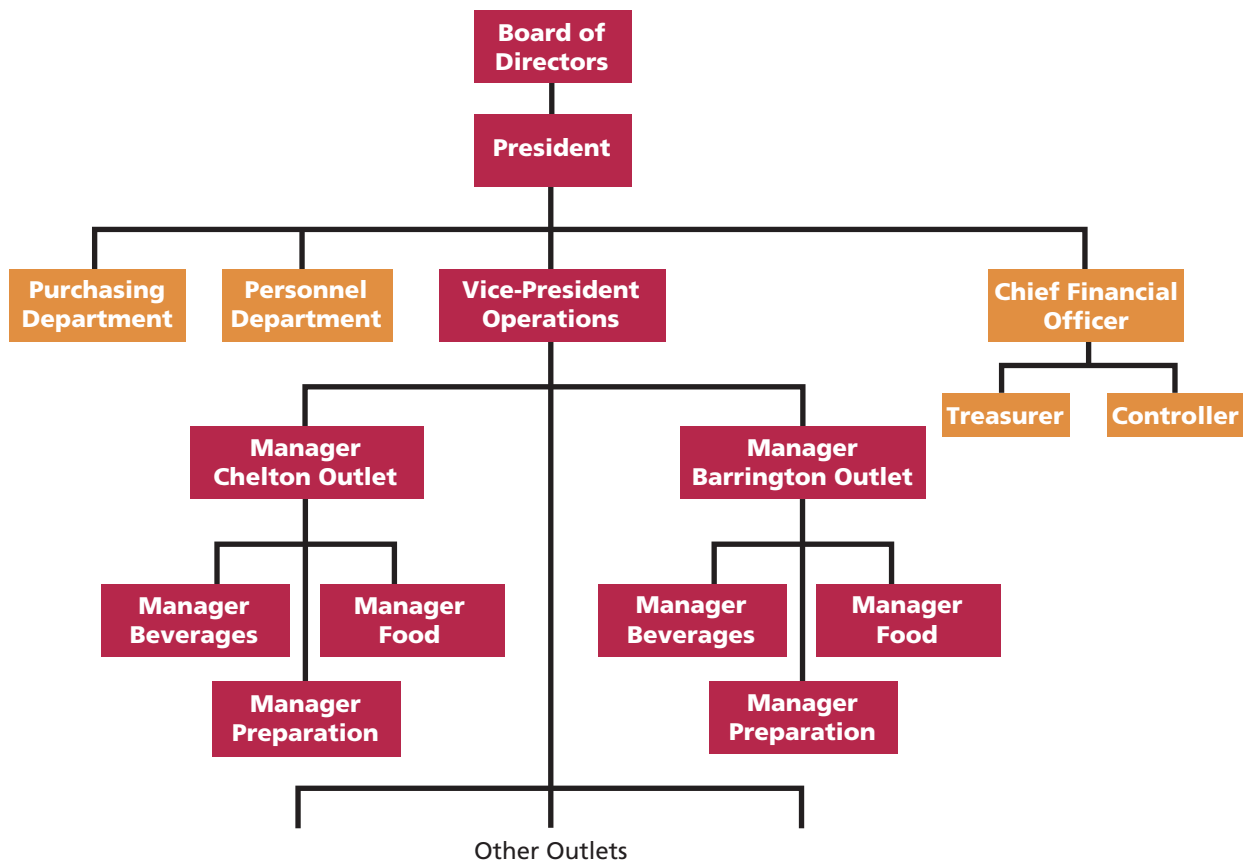 Board of
Directors
President
Purchasing
Department
Personnel
Department
Vice-President
Operations
Chief Financial
Officer
Treasurer
Controller
Manager
Chelton Outlet
Manager
Barrington Outlet
Manager
Beverages
Manager
Food
Manager
Beverages
Manager
Food
Manager
Preparation
Manager
Preparation
Other Outlets